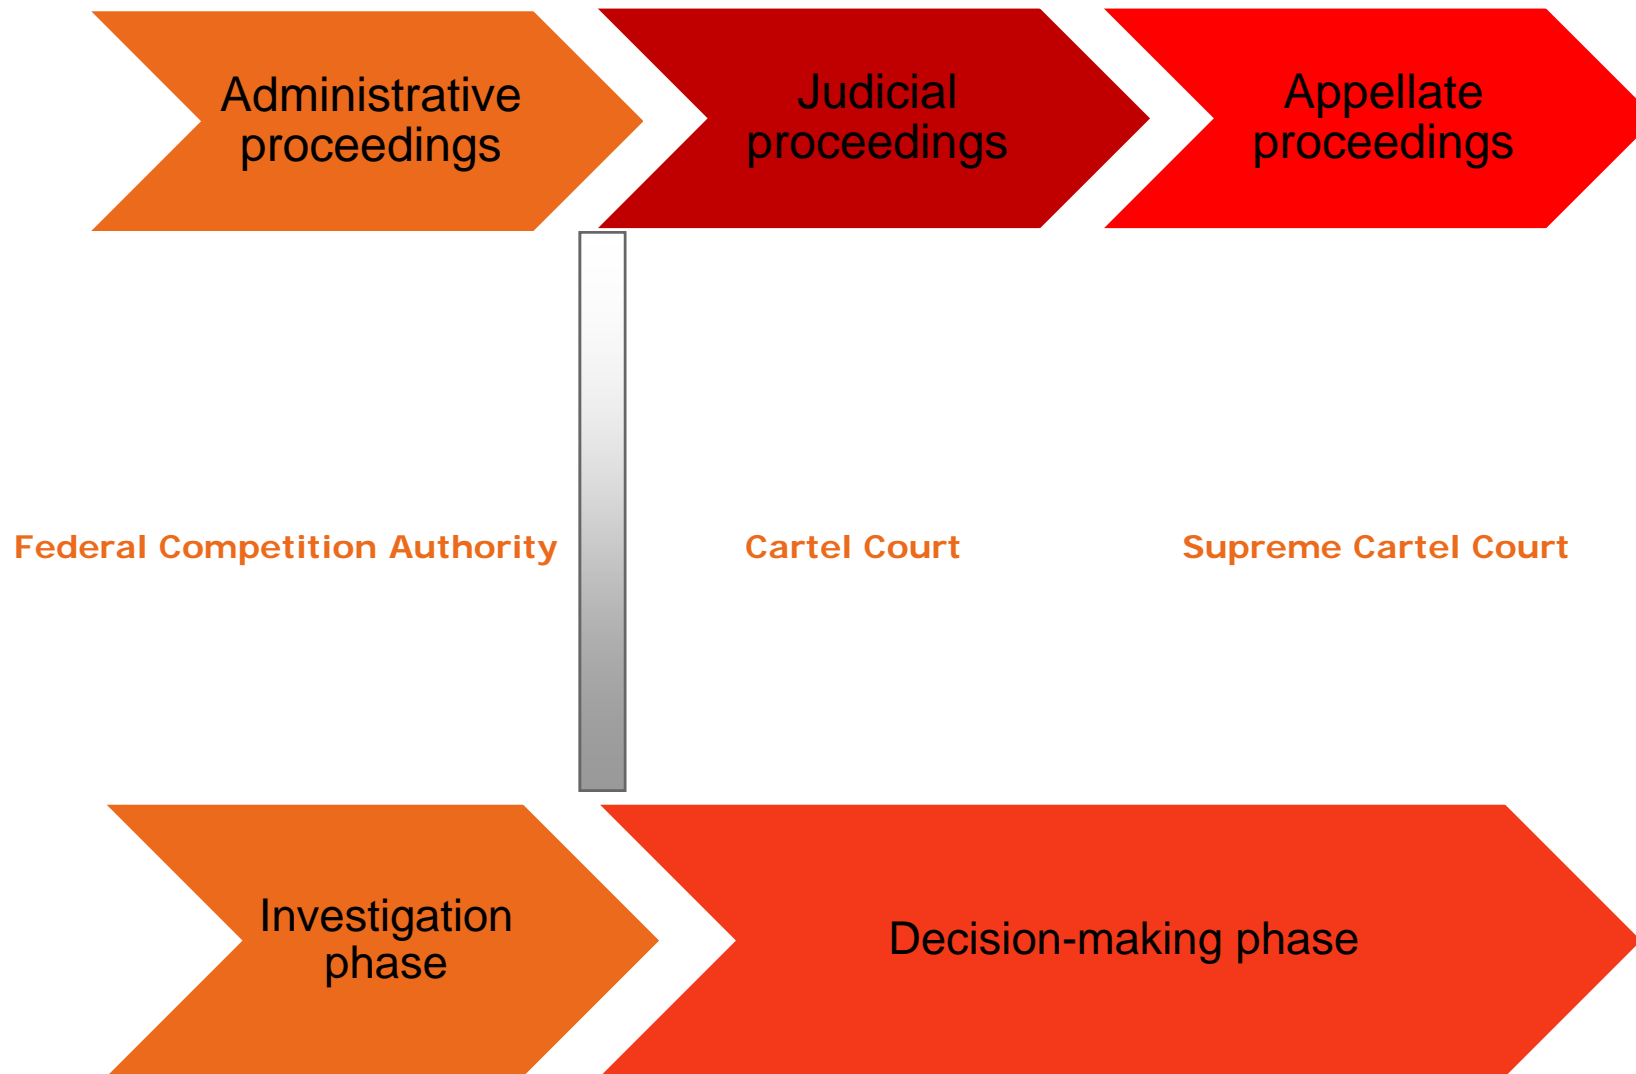 Administrative
proceedings
Judicial
proceedings
Appellate
proceedings
Federal Competition Authority
Cartel Court
Supreme Cartel Court
Investigation
phase
Decision-making phase